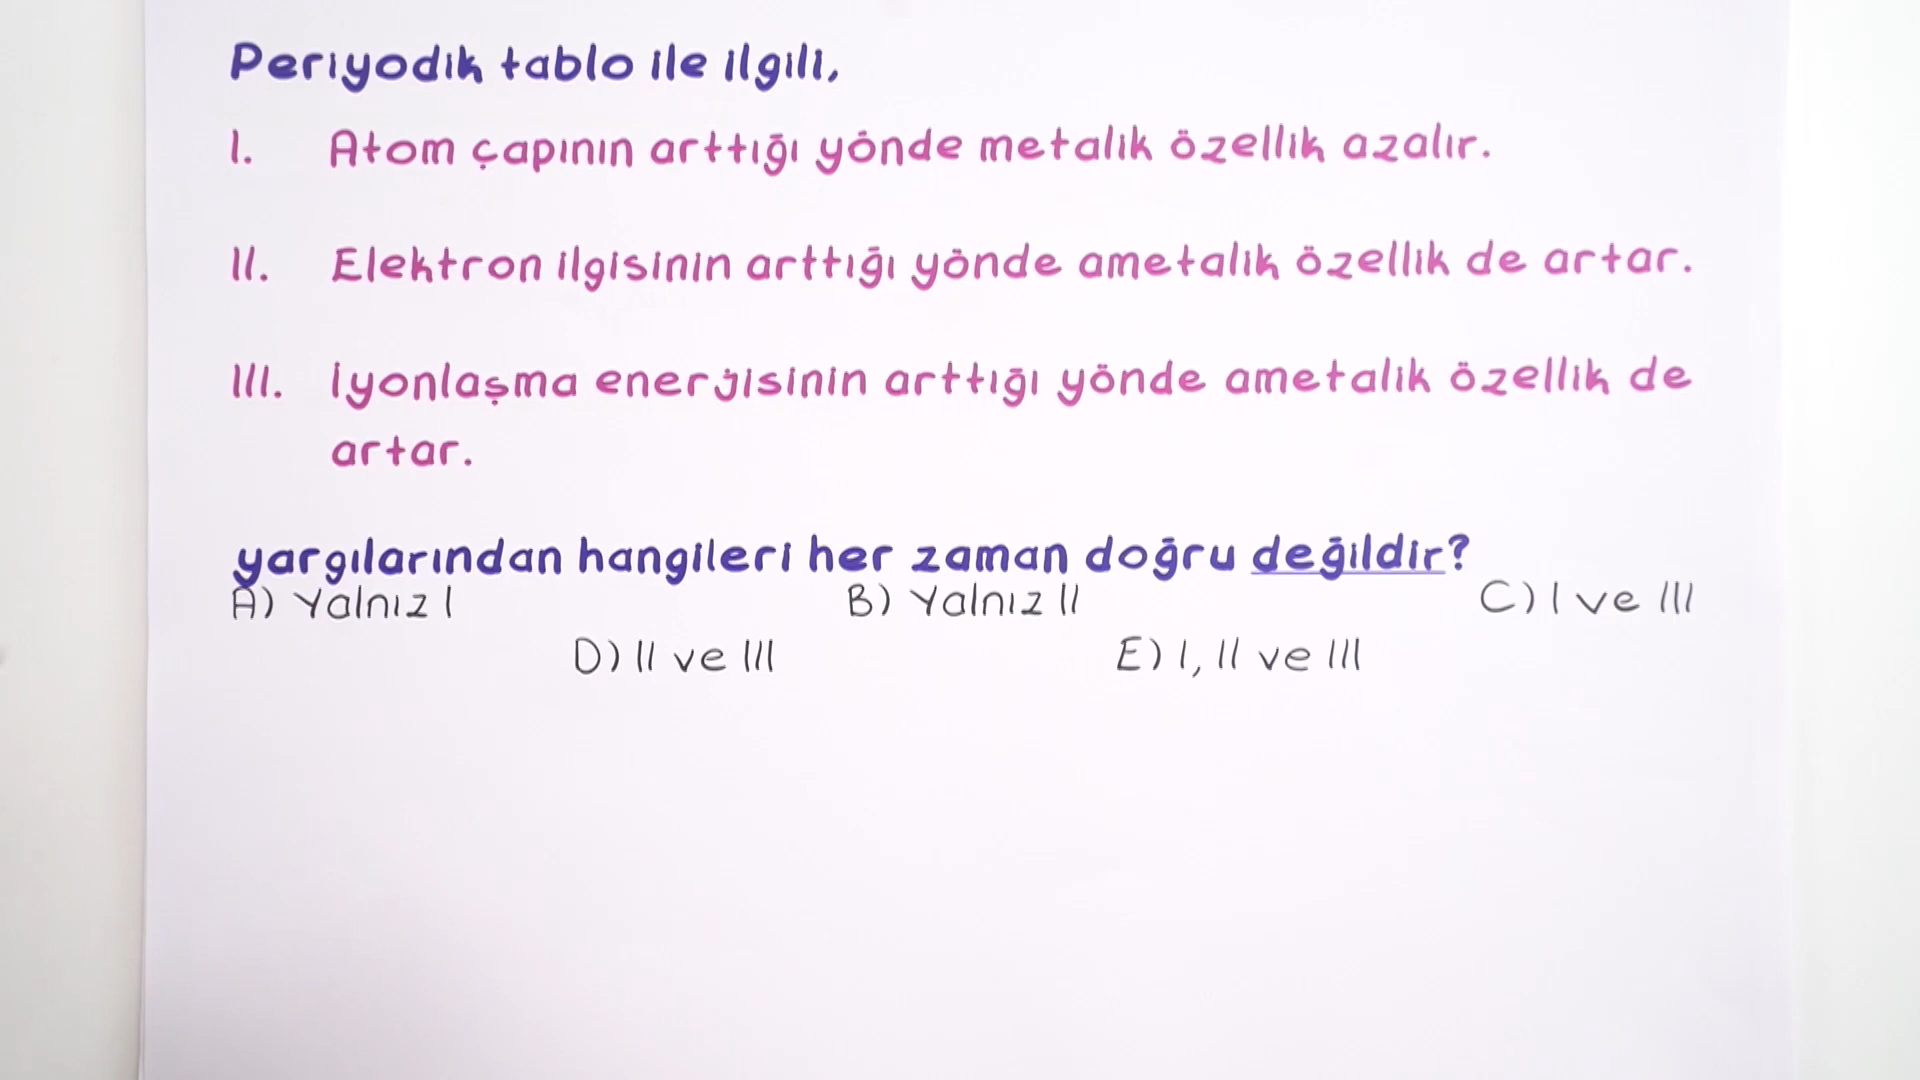 Periyodik tablo ile ilgili,
I. Atom çapının arttığı yönde metalik özellik azalır.
II. Elektron ilgisinin arttığı yönde ametalik özellik de artar.
III. İyonlaşma enerjisinin arttığı yönde ametalik özellik de
artar.
yargılarından hangileri her zaman doğru değildir?
A) Yalnız I B) Yalnız II C) I ve III
D) II ve III E) I, II ve III